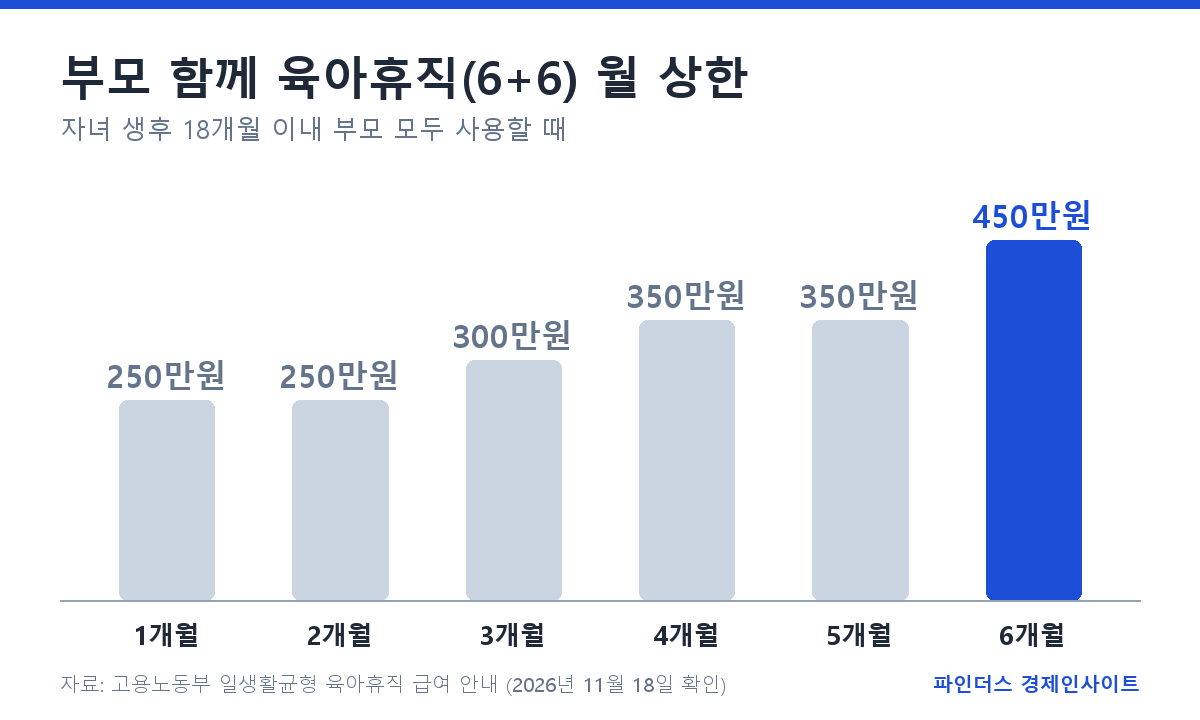 부모 함께 육아휴직(6+6) 월 상한
자녀 생후 18개월 이내 부모 모두 사용할 때
250만원
250만원
300만원
350만원
350만원
450만원
1개월
2개월
3개월
4개월
5개월
6개월
자료: 고용노동부 일생활균형 육아휴직 급여 안내 (2026년 11월 18일 확인)
파인더스 경제인사이트